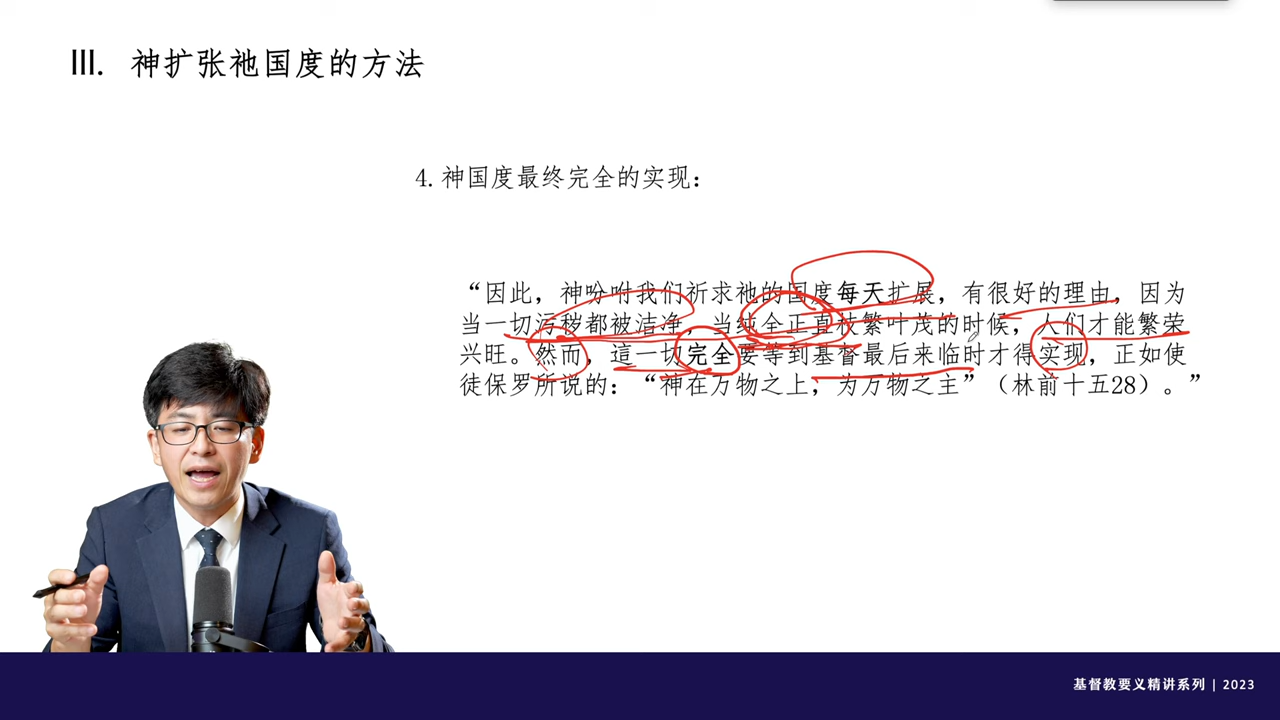 III. 神扩张祂国度的方法
4. 神国度最终完全的实现：
“因此，神吩咐我们祈求祂的国度每天扩展，有很好的理由，因为
当一切污秽都被洁净，当纯全正直枝繁叶茂的时候，人们才能繁荣
兴旺。然而，這一切完全要等到基督最后来临时才得实现，正如使
徒保罗所说的：“神在万物之上，为万物之主”（林前十五28）。”
基督教要义精讲系列 | 2023